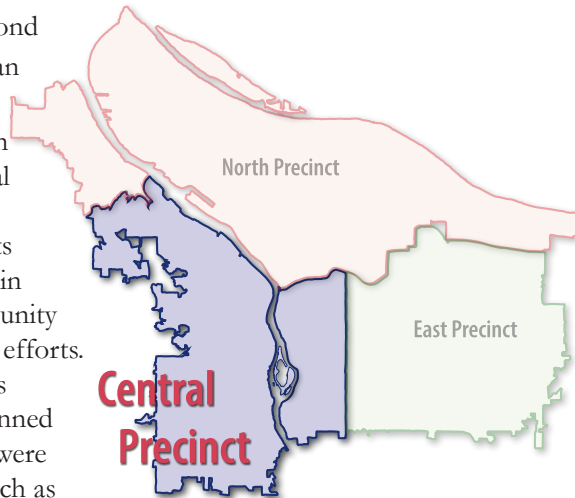 ond
an
n
al
ts
in
unity
efforts.
s
nned
were
ch as
North Precinct
East Precinct
Central
Precinct